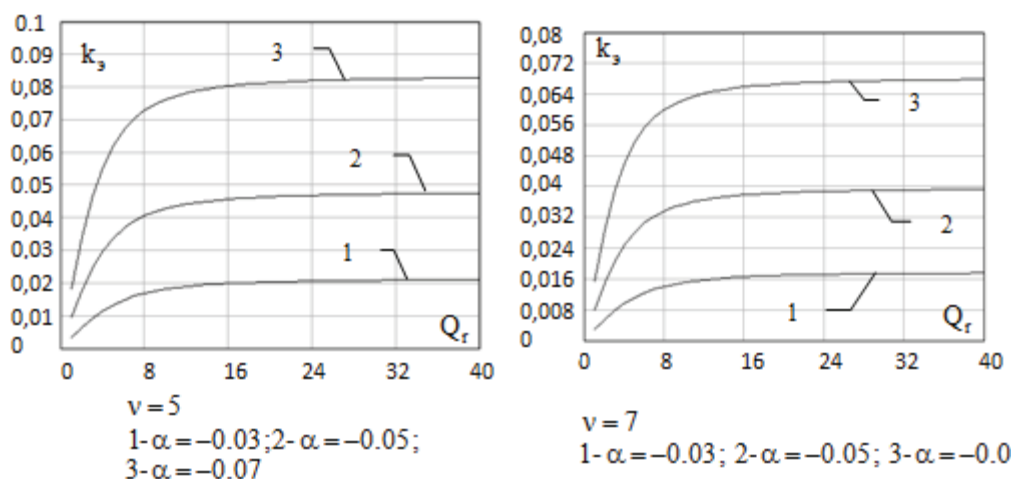 0.1
0.09
0,08
0,07
0,06
0,05
0,04
0,03
0,02
0,01
0
kэ
3
2
1
Qr
0 8 16 24 32 40
ν = 5
1- α = −0.03 ; 2- α = −0.05 ;
3- α = −0.07
0,08
0,072
0,064
0,056
0,048
0,04
0,032
0,024
0,016
0,008
0
kэ
3
2
1
Qr
0 8 16 24 32 40
ν = 7
1- α = −0.03 ; 2- α = −0.05 ; 3- α = −0.0